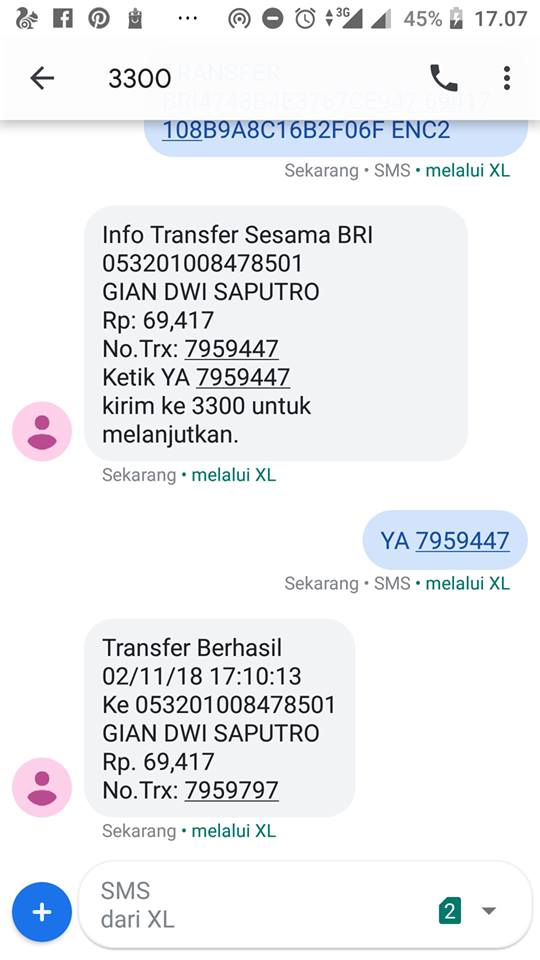 3G 45% 17.07
3300
TRANSFER
108B9A8C16B2F06F ENC2
Sekarang • SMS • melalui XL
Info Transfer Sesama BRI
053201008478501
GIAN DWI SAPUTRO
Rp: 69,417
No.Trx: 7959447
Ketik YA 7959447
kirim ke 3300 untuk
melanjutkan.
Sekarang • melalui XL
YA 7959447
Sekarang • SMS • melalui XL
Transfer Berhasil
02/11/18 17:10:13
Ke 053201008478501
GIAN DWI SAPUTRO
Rp. 69,417
No.Trx: 7959797
Sekarang • melalui XL
SMS
dari XL
2